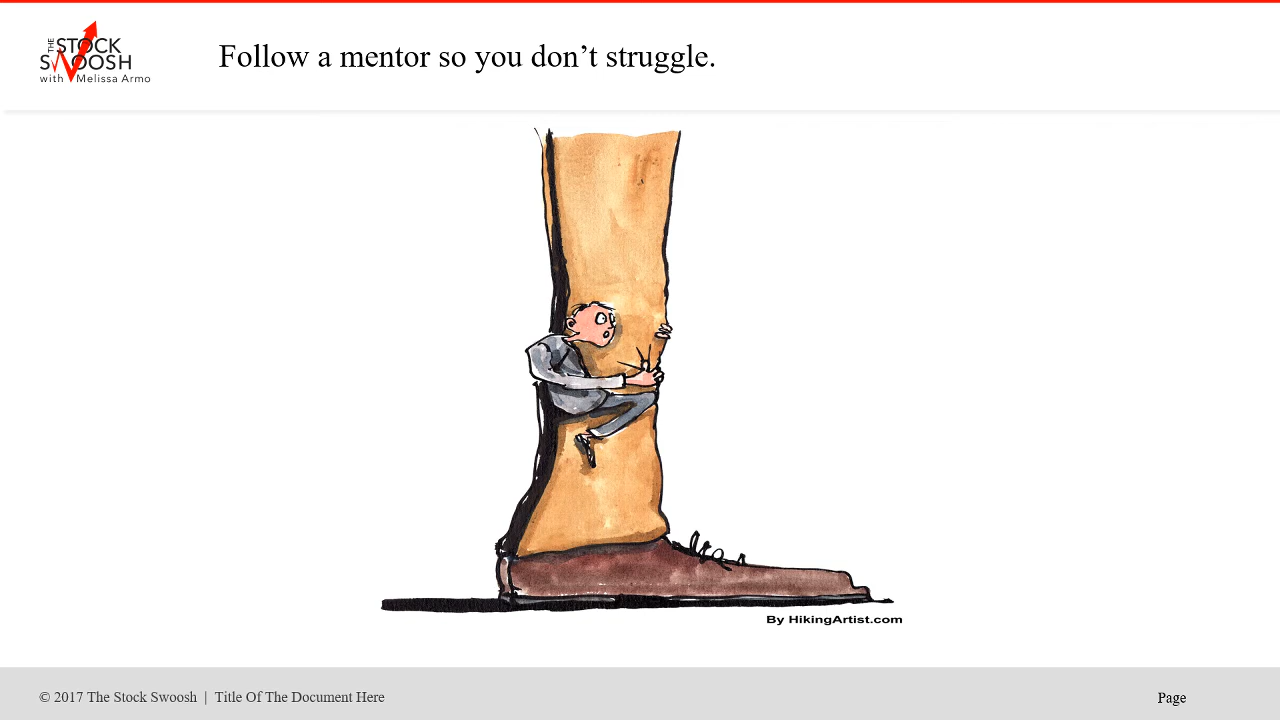 THE STOCK
SWOOSH
with Melissa Armo
Follow a mentor so you don’t struggle.
By HikingArtist.com
© 2017 The Stock Swoosh | Title Of The Document Here
Page